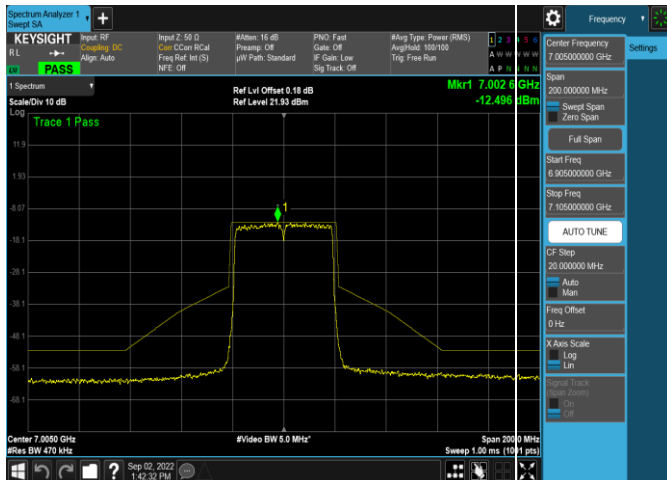 Spectrum Analyzer 1
Swept SA
+
Frequency
KEYSIGHT
Input: RF
Input Z: 50 Ω
#Atten: 16 dB
PNO: Fast
#Avg Type: Power (RMS)
1 2 3 4 5 6
RL
Coupling: DC
Corr CCorr RCal
Preamp: Off
Gate: Off
Avg|Hold: 100/100
Align: Auto
Freq Ref: Int (S)
µW Path: Standard
IF Gain: Low
Trig: Free Run
A W W W W W
PASS
NFE: Off
Sig Track: Off
A P N N N N
1 Spectrum
Ref Lvl Offset 0.18 dB
Mkr1 7.002 6 GHz
Scale/Div 10 dB
Ref Level 21.93 dBm
-12.496 dBm
Log
Trace 1 Pass
11.9
1.93
-8.07
1
-18.1
-28.1
-38.1
-48.1
-58.1
-68.1
Center 7.0050 GHz
#Video BW 5.0 MHz*
Span 200.0 MHz
#Res BW 470 kHz
Sweep 1.00 ms (1001 pts)
Sep 02, 2022
1:42:32 PM
Center Frequency
7.005000000 GHz
Settings
Span
200.000000 MHz
Swept Span
Zero Span
Full Span
Start Freq
6.905000000 GHz
Stop Freq
7.105000000 GHz
AUTO TUNE
CF Step
20.000000 MHz
Auto
Man
Freq Offset
0 Hz
X Axis Scale
Log
Lin
Signal Track
(Span Zoom)
On
Off